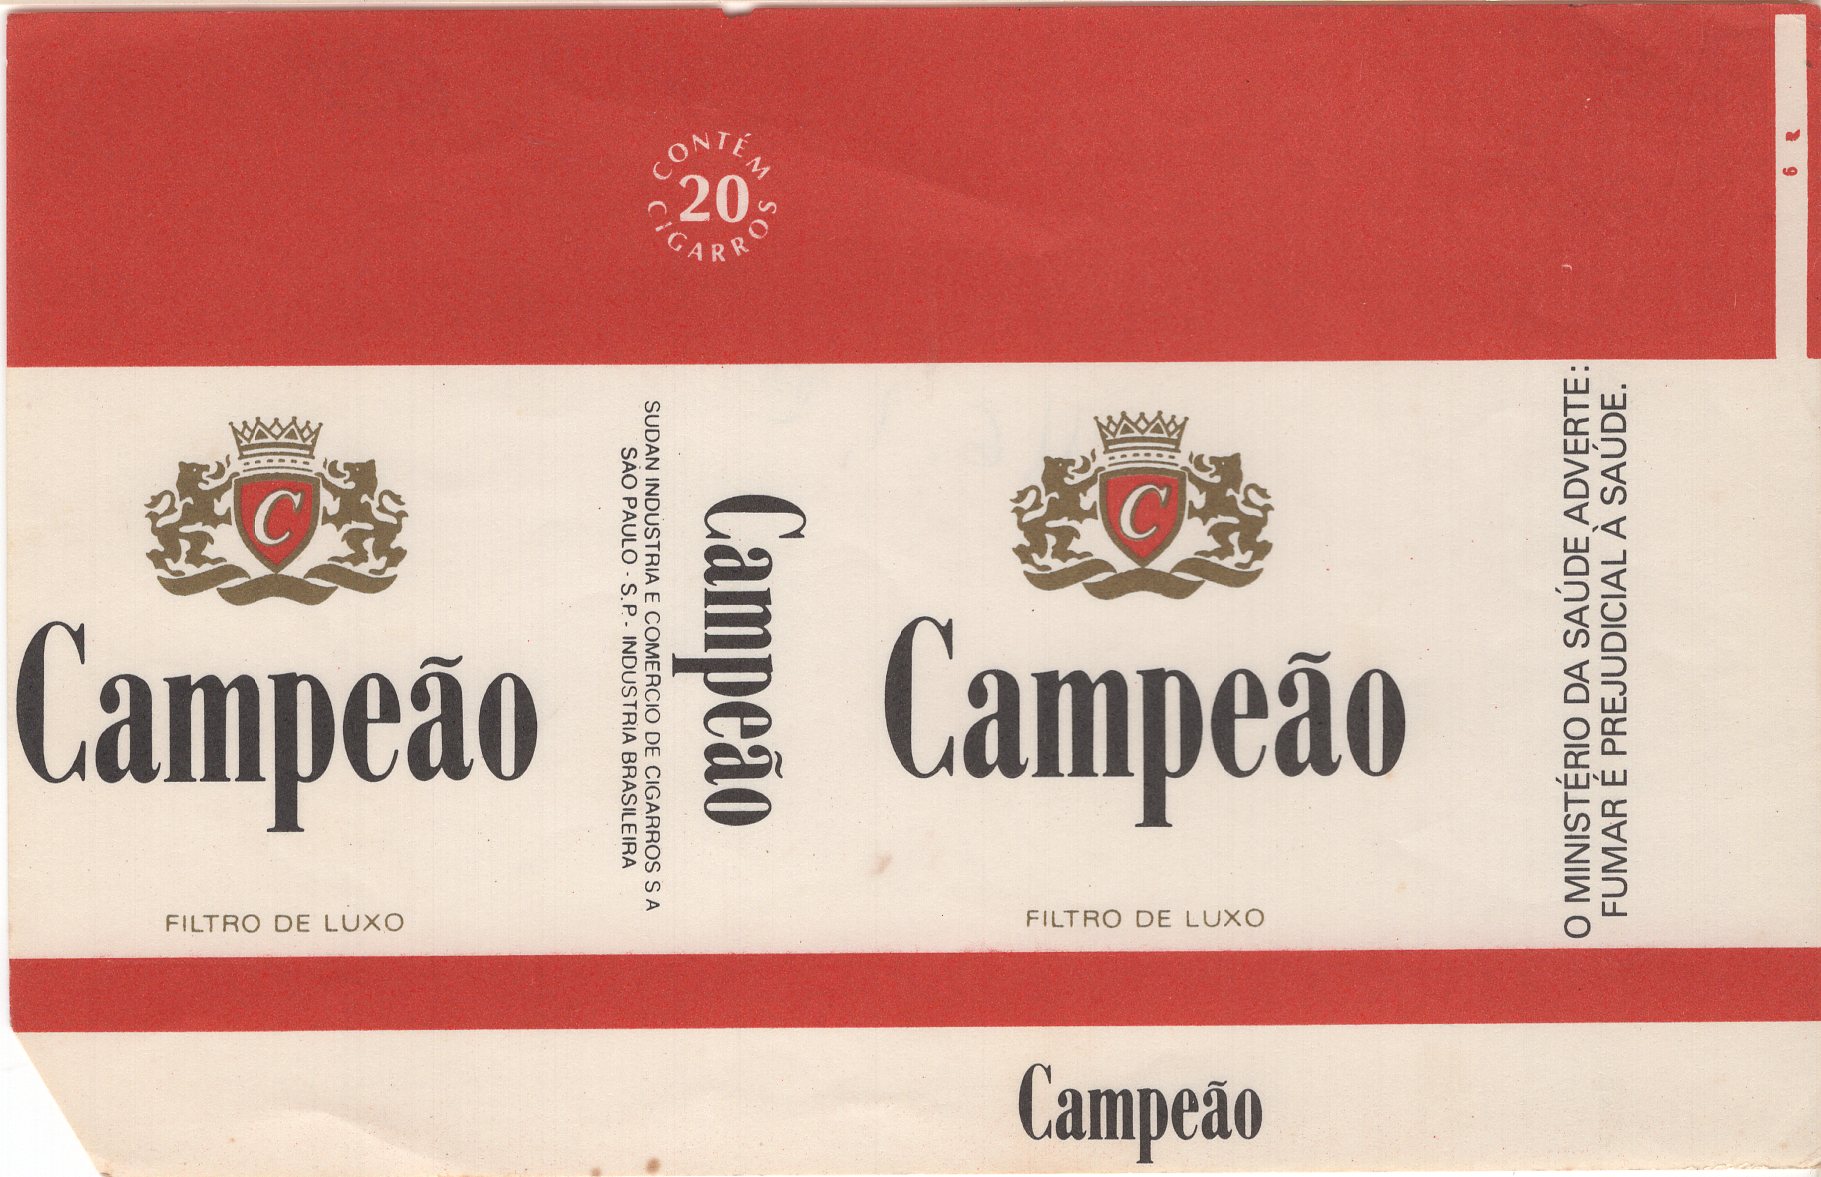 CONTÉM
20
CIGARROS
C
Campeão
FILTRO DE LUXO
SUDAN INDUSTRIA E COMERCIO DE CIGARROS S A
SÃO PAULO - S.P. - INDUSTRIA BRASILEIRA
Campeão
C
Campeão
FILTRO DE LUXO
O MINISTÉRIO DA SAÚDE ADVERTE:
FUMAR É PREJUDICIAL À SAÚDE.
Campeão